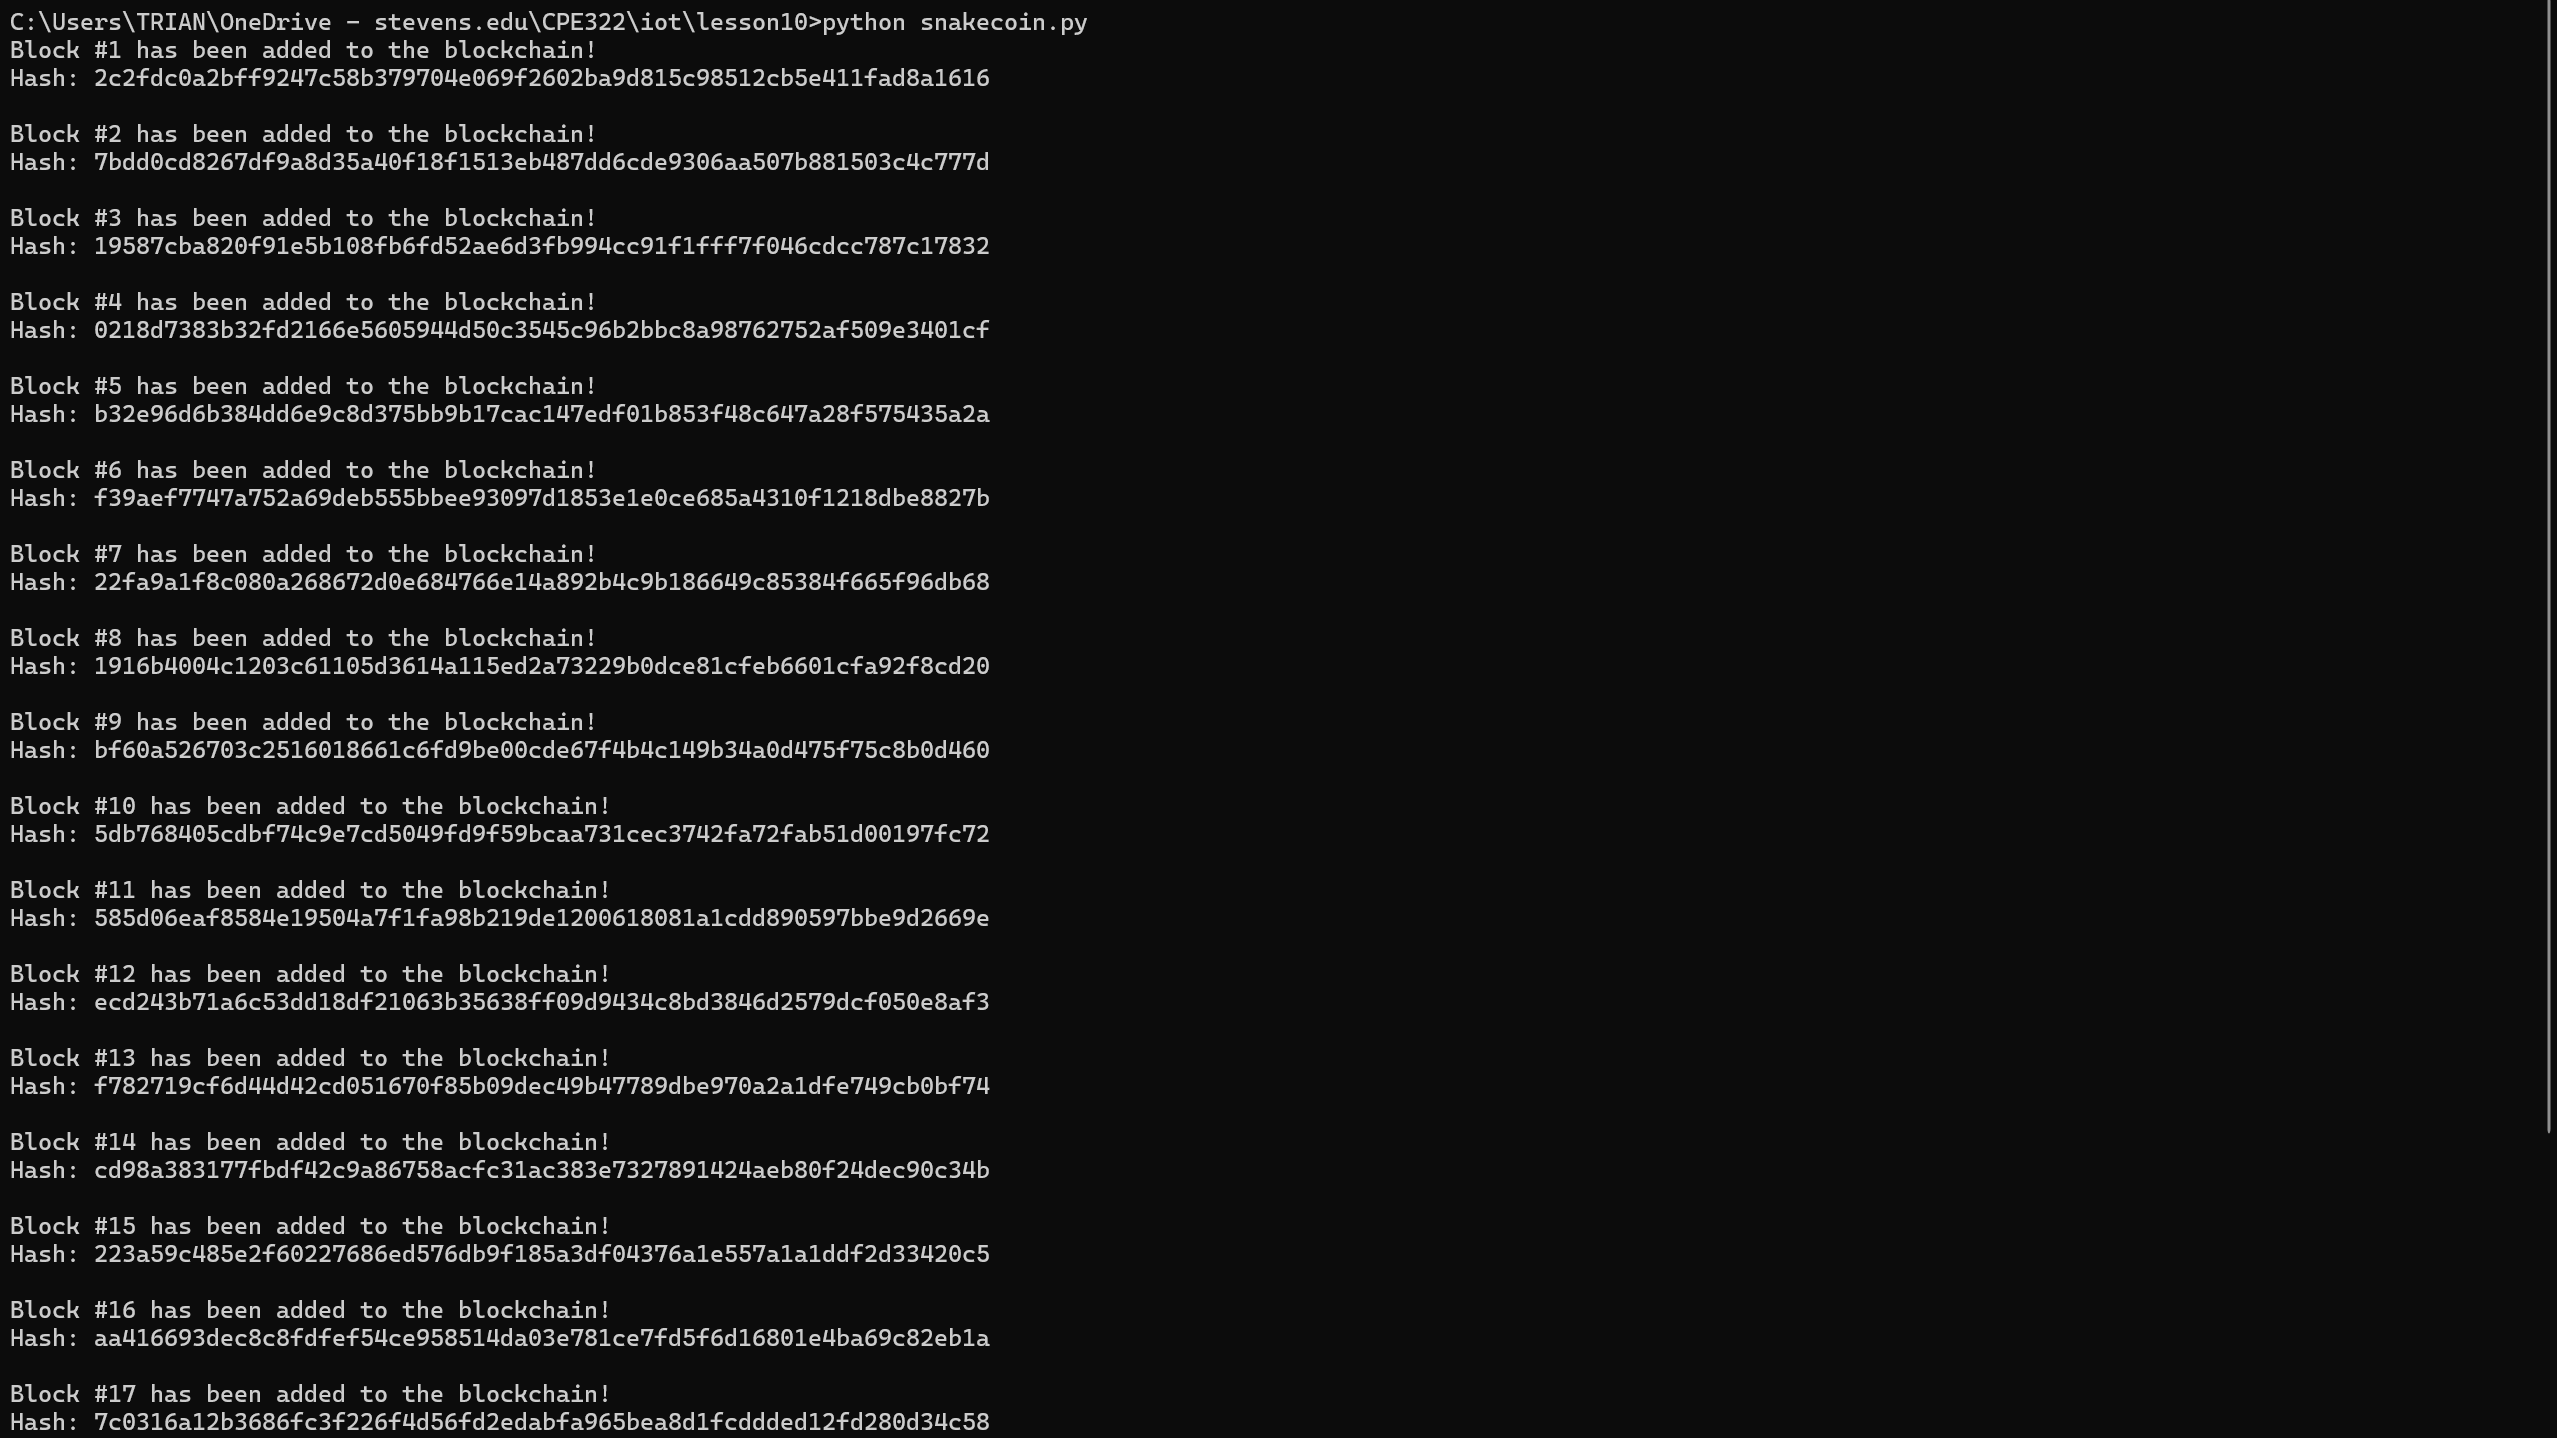 C:\Users\TRIAN\OneDrive - stevens.edu\CPE322\iot\lesson10>python snakecoin.py
Block #1 has been added to the blockchain!
Hash: 2c2fdc0a2bff9247c58b379704e069f2602ba9d815c98512cb5e411fad8a1616
Block #2 has been added to the blockchain!
Hash: 7bdd0cd8267df9a8d35a40f18f1513eb487dd6cde9306aa507b881503c4c777d
Block #3 has been added to the blockchain!
Hash: 19587cba820f91e5b108fb6fd52ae6d3fb994cc91f1fff7f046cdcc787c17832
Block #4 has been added to the blockchain!
Hash: 0218d7383b32fd2166e5605944d50c3545c96b2bbc8a98762752af509e3401cf
Block #5 has been added to the blockchain!
Hash: b32e96d6b384dd6e9c8d375bb9b17cac147edf01b853f48c647a28f575435a2a
Block #6 has been added to the blockchain!
Hash: f39aef7747a752a69deb555bbee93097d1853e1e0ce685a4310f1218dbe8827b
Block #7 has been added to the blockchain!
Hash: 22fa9a1f8c080a268672d0e684766e14a892b4c9b186649c85384f665f96db68
Block #8 has been added to the blockchain!
Hash: 1916b4004c1203c61105d3614a115ed2a73229b0dce81cfeb6601cfa92f8cd20
Block #9 has been added to the blockchain!
Hash: bf60a526703c2516018661c6fd9be00cde67f4b4c149b34a0d475f75c8b0d460
Block #10 has been added to the blockchain!
Hash: 5db768405cdbf74c9e7cd5049fd9f59bcaa731cec3742fa72fab51d00197fc72
Block #11 has been added to the blockchain!
Hash: 585d06eaf8584e19504a7f1fa98b219de1200618081a1cdd890597bbe9d2669e
Block #12 has been added to the blockchain!
Hash: ecd243b71a6c53dd18df21063b35638ff09d9434c8bd3846d2579dcf050e8af3
Block #13 has been added to the blockchain!
Hash: f782719cf6d44d42cd051670f85b09dec49b47789dbe970a2a1dfe749cb0bf74
Block #14 has been added to the blockchain!
Hash: cd98a383177fbdf42c9a86758acfc31ac383e7327891424aeb80f24dec90c34b
Block #15 has been added to the blockchain!
Hash: 223a59c485e2f60227686ed576db9f185a3df04376a1e557a1a1ddf2d33420c5
Block #16 has been added to the blockchain!
Hash: aa416693dec8c8fdfef54ce958514da03e781ce7fd5f6d16801e4ba69c82eb1a
Block #17 has been added to the blockchain!
Hash: 7c0316a12b3686fc3f226f4d56fd2edabfa965bea8d1fcddded12fd280d34c58